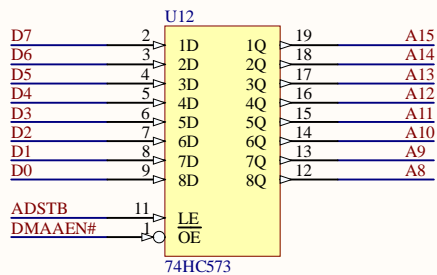 U12
D7 2 1D 1Q 19 A15
D6 3 2D 2Q 18 A14
D5 4 3D 3Q 17 A13
D4 5 4D 4Q 16 A12
D3 6 5D 5Q 15 A11
D2 7 6D 6Q 14 A10
D1 8 7D 7Q 13 A9
D0 9 8D 8Q 12 A8
ADSTB 11 LE
DMAAEN# 1 OE
74HC573